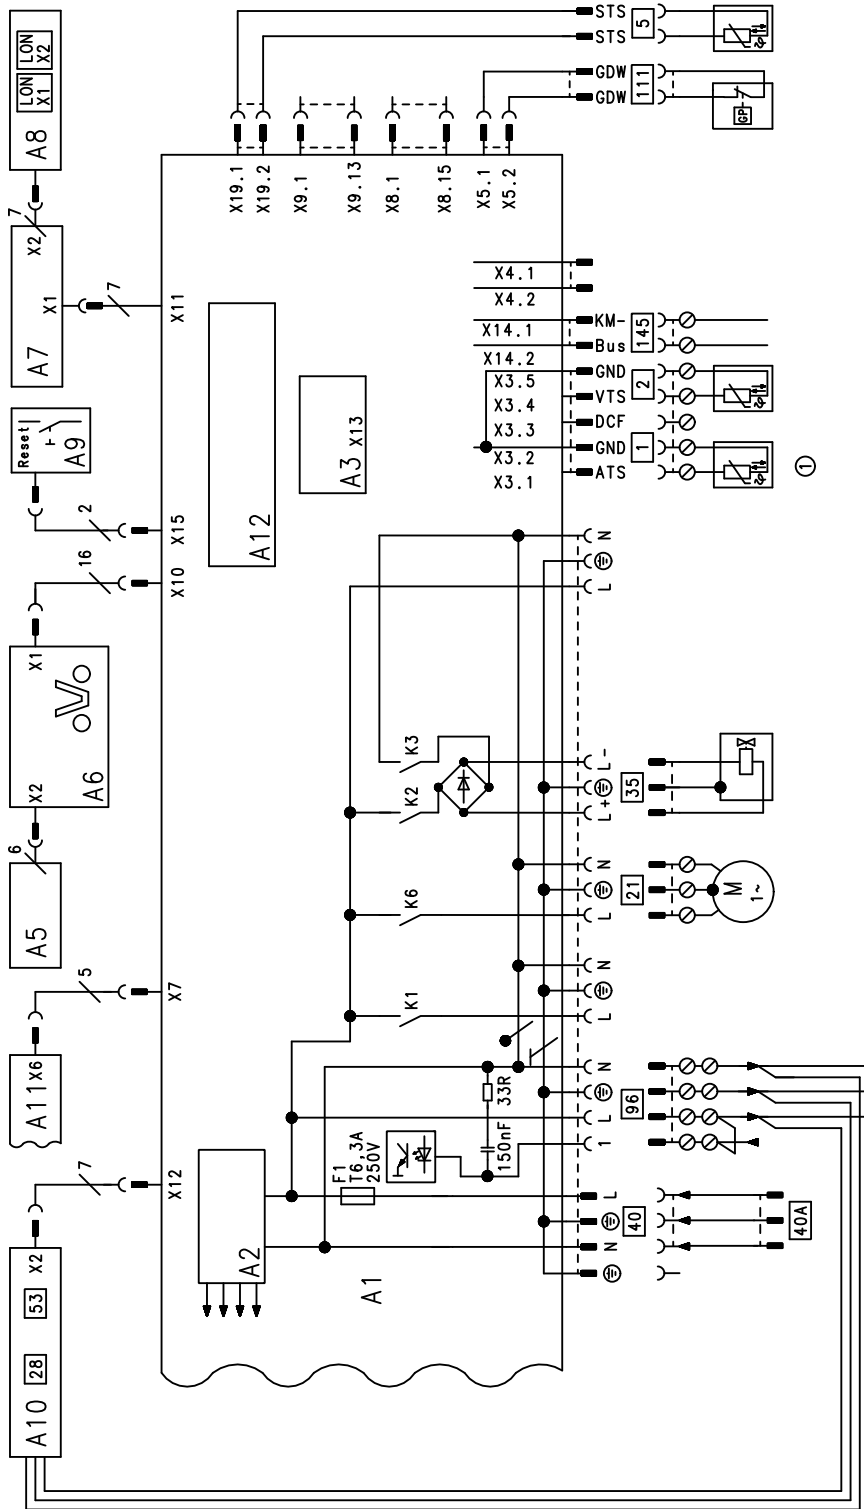 A8
LON
X1
LON
X2
7
X2
A7
X1
7
X11
Reset
A9
2
X15
X1
16
X10
A6
X2
6
A5
5
X7
A11
X6
7
X12
A10
28
53
X2
X19.1
X19.2
X9.1
X9.13
X8.1
X8.15
X5.1
X5.2
STS
STS
5
GDW
GDW
111
GP
A12
A3
X13
X4.1
X4.2
X14.1
X14.2
X3.5
X3.4
X3.3
X3.2
X3.1
KM-
Bus
145
GND
VTS
2
DCF
GND
ATS
1
1
N
L
K3
K2
L-
L+
35
K6
N
L
21
M
1~
K1
N
L
33R
150nF
N
L
1
96
F1
T6,3A
250V
A2
A1
L
N
40
40A